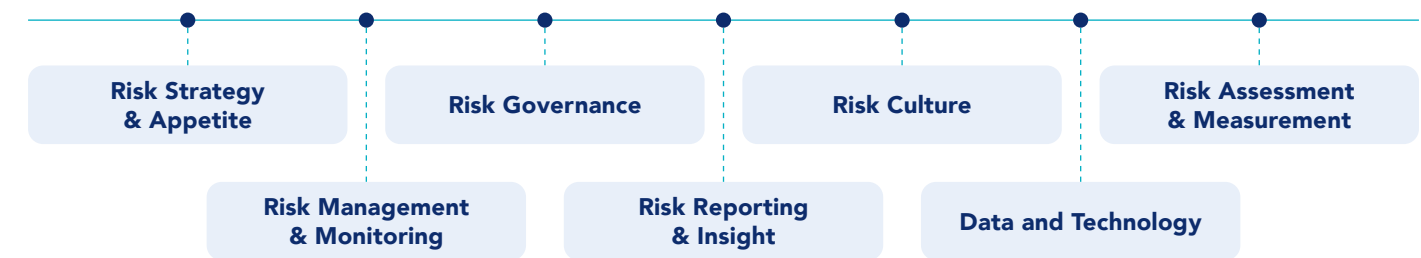 Risk Strategy
& Appetite
Risk Governance
Risk Culture
Risk Assessment
& Measurement
Risk Management
& Monitoring
Risk Reporting
& Insight
Data and Technology